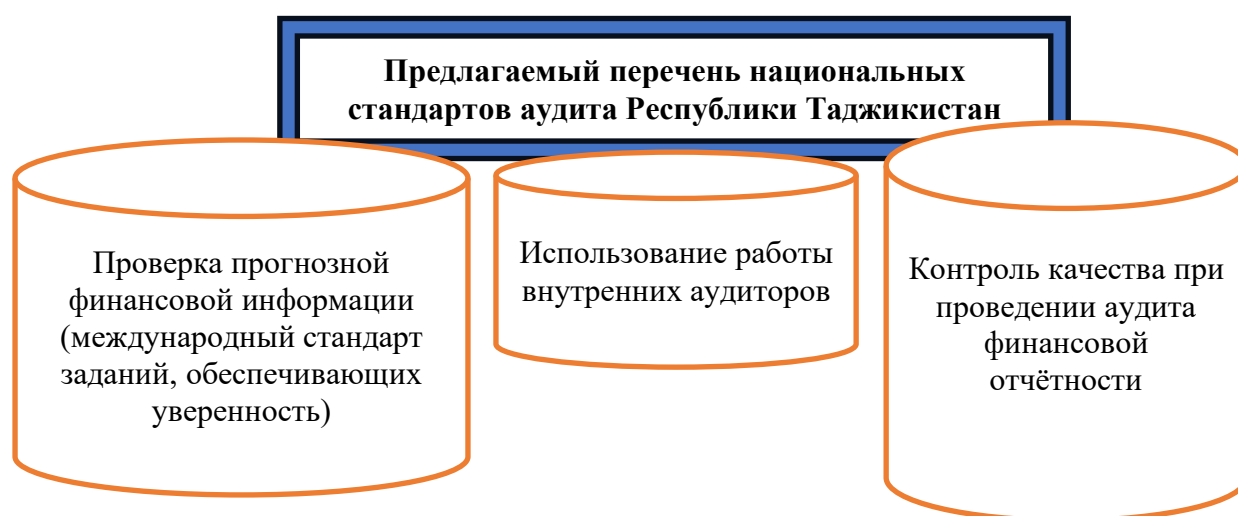 Предлагаемый перечень национальных
стандартов аудита Республики Таджикистан
Проверка прогнозной
финансовой информации
(международный стандарт
заданий, обеспечивающих
уверенность)
Использование работы
внутренних аудиторов
Контроль качества при
проведении аудита
финансовой
отчётности